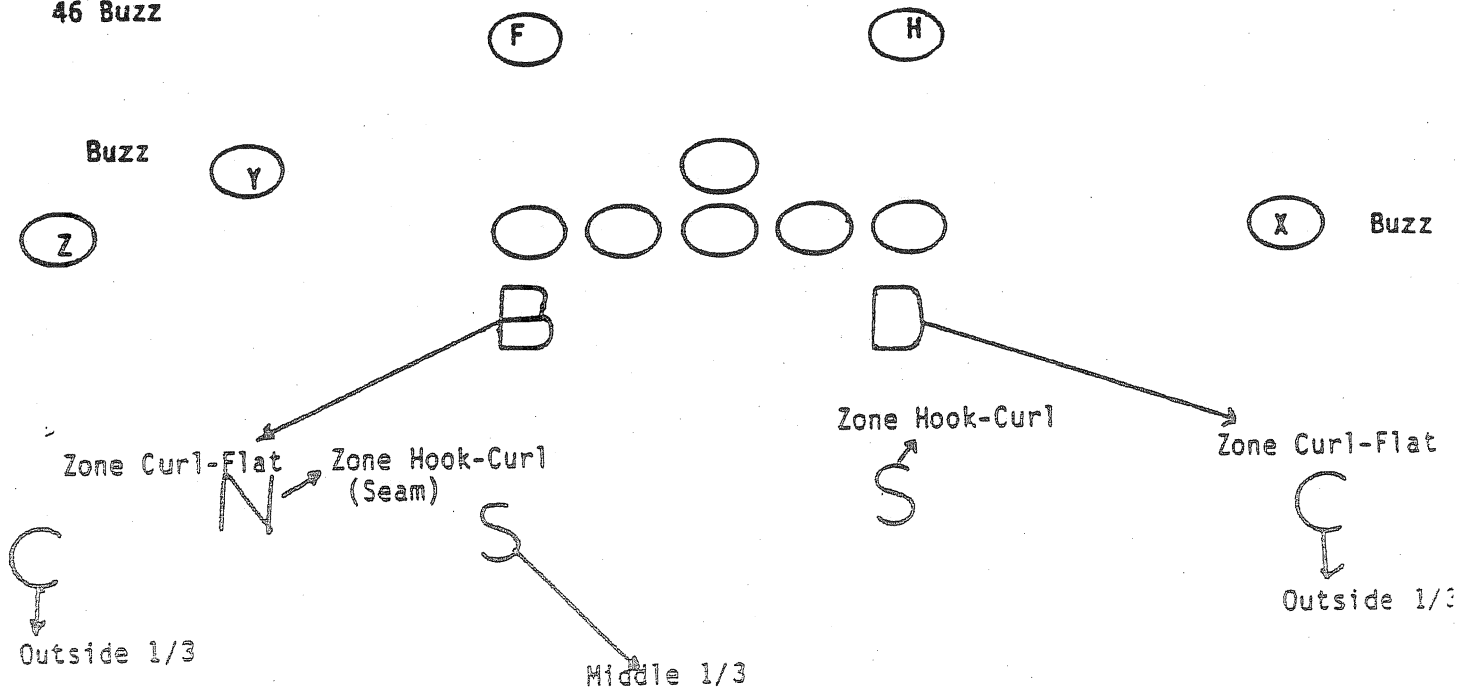 46 Buzz
F
H
Buzz
Y
Z
X
Buzz
B
D
Zone Hook-Curl
Zone Curl-Flat
Zone Curl-Flat
Zone Hook-Curl
(Seam)
N
S
S
C
C
Outside 1/3
Outside 1/3
Middle 1/3